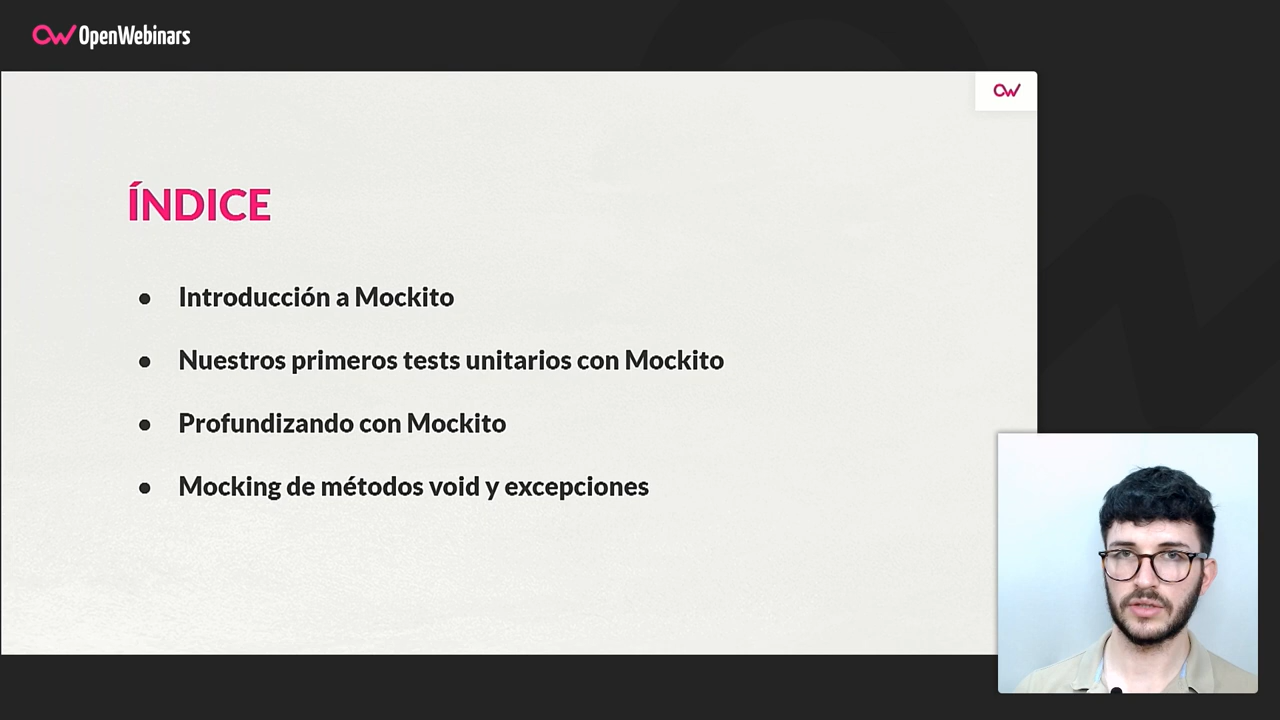 OpenWebinars
ÍNDICE
● Introducción a Mockito
● Nuestros primeros tests unitarios con Mockito
● Profundizando con Mockito
● Mocking de métodos void y excepciones